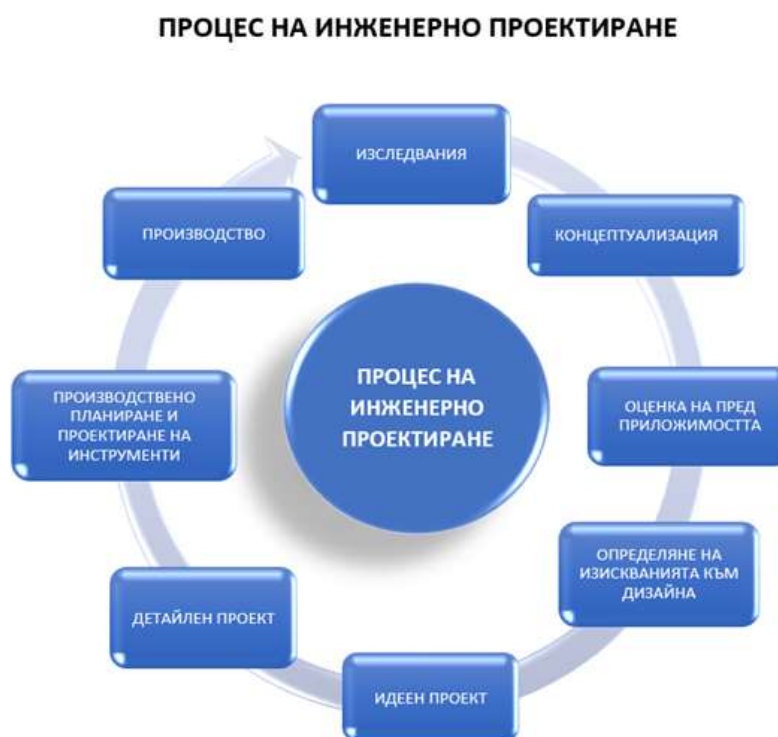 ПРОЦЕС НА ИНЖЕНЕРНО ПРОЕКТИРАНЕ
ИЗСЛЕДВАНИЯ
КОНЦЕПТУАЛИЗАЦИЯ
ОЦЕНКА НА ПРЕД
ПРИЛОЖИМОСТТА
ОПРЕДЕЛЯНЕ НА
ИЗИСКВАНИЯТА КЪМ
ДИЗАЙНА
ИДЕЕН ПРОЕКТ
ДЕТАЙЛЕН ПРОЕКТ
ПРОИЗВОДСТВЕНО
ПЛАНИРАНЕ И
ПРОЕКТИРАНЕ НА
ИНСТРУМЕНТИ
ПРОИЗВОДСТВО
ПРОЦЕС НА
ИНЖЕНЕРНО
ПРОЕКТИРАНЕ